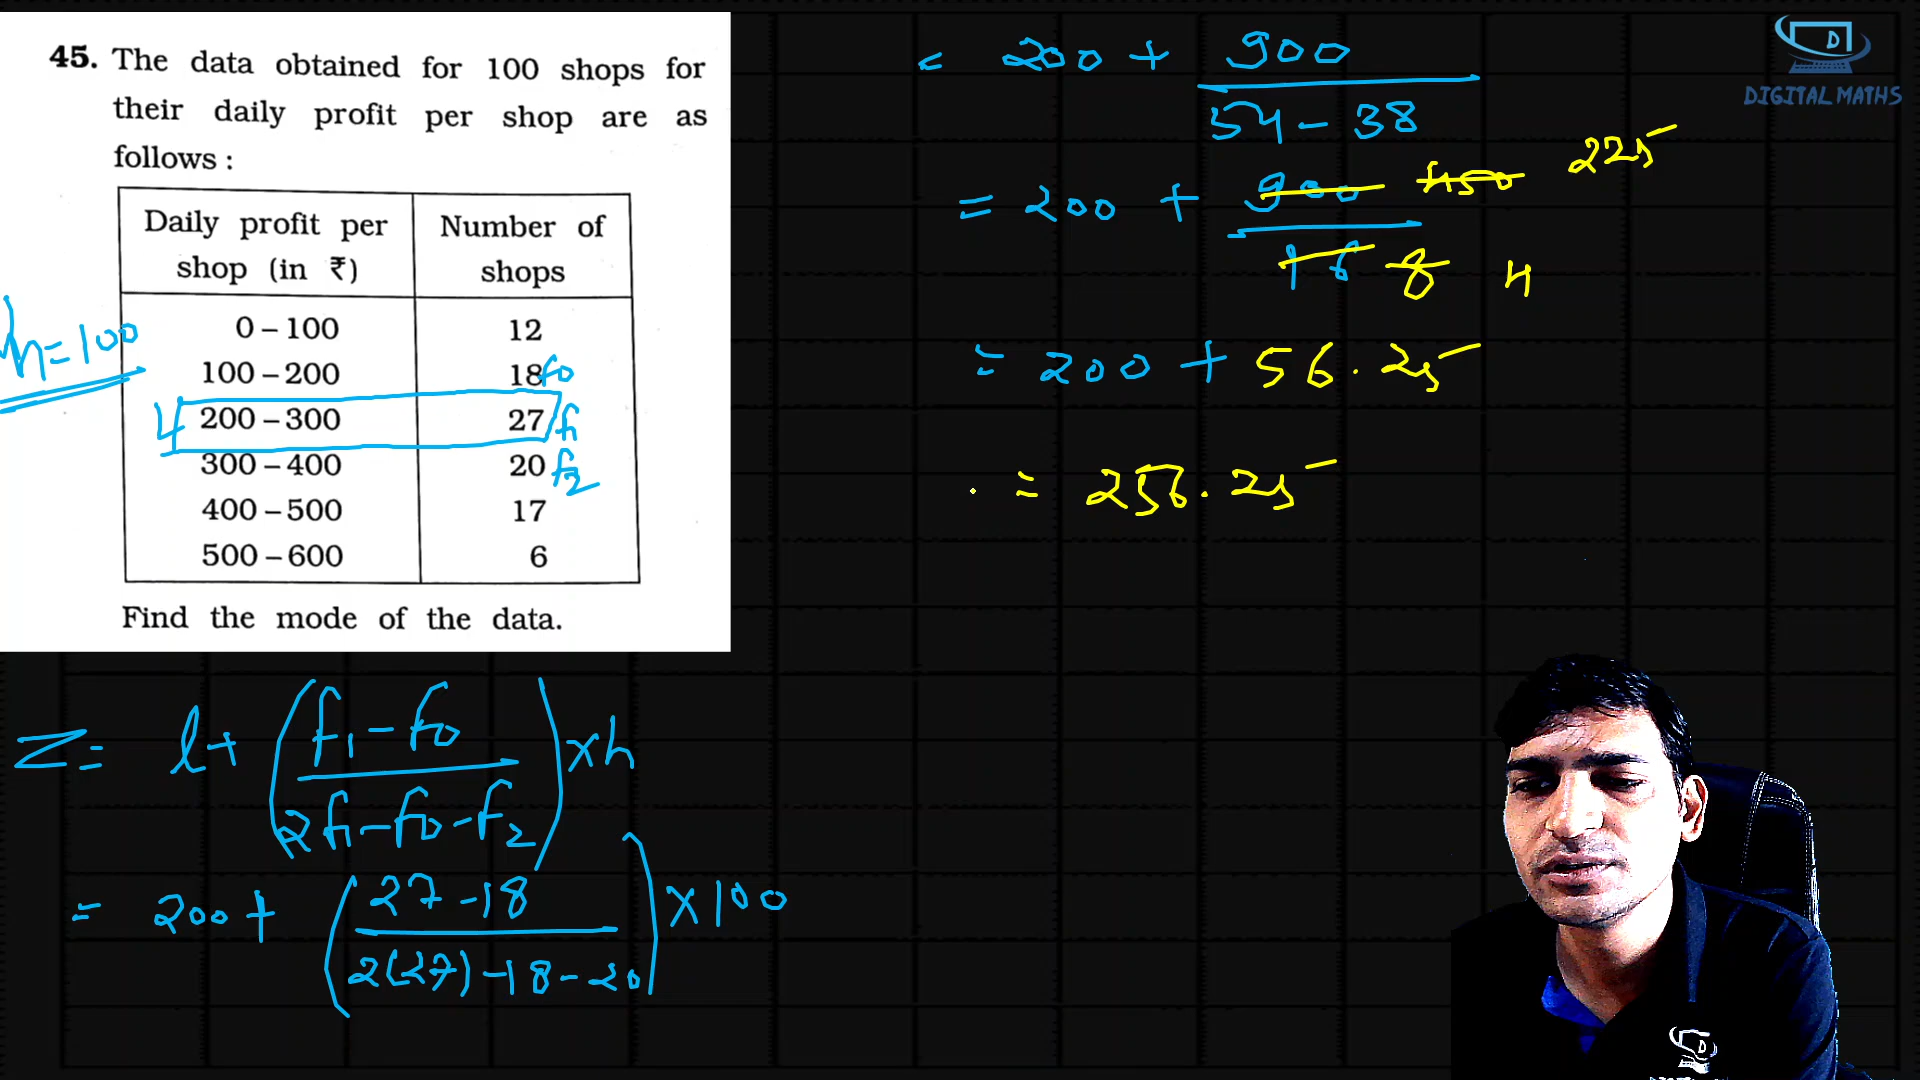 45. The data obtained for 100 shops for
their daily profit per shop are as
follows :
Daily profit per shop (in ₹) Number of shops
0 – 100 12
100 – 200 18 f0
200 – 300 27 f1
300 – 400 20 f2
400 – 500 17
500 – 600 6
Find the mode of the data.
h = 100
Z = l + (f1 - f0 / 2f1 - f0 - f2) × h
= 200 + (27 - 18 / 2(27) - 18 - 20) × 100
= 200 + 900 / 54 - 38
= 200 + 900 450 225 / 16 8 4
= 200 + 56.25
= 256.25
D
DIGITAL MATHS
D